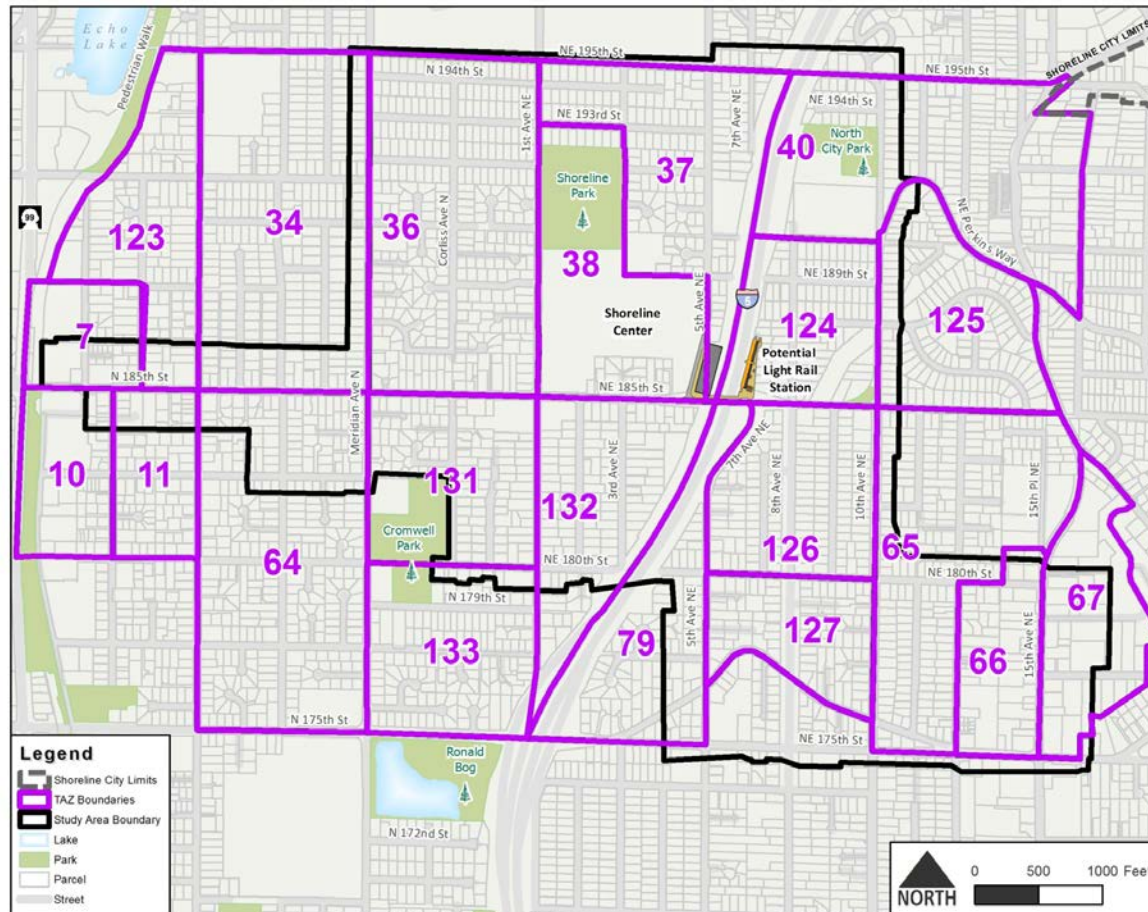 Echo
Lake
Pedestrian Walk
NE 195th St
N 194th St
NE 195th St
SHORELINE CITY LIMITS
NE 194th St
1st Ave NE
NE 193rd St
7th Ave NE
North
City Park
40
37
Shoreline
Park
99
123
34
36
Corliss Ave N
38
NE Perkin's Way
NE 189th St
5th Ave NE
5
Shoreline
Center
124
125
7
Potential
Light Rail
Station
N 185th St
NE 185th St
Meridian Ave N
7th Ave NE
10
11
131
132
3rd Ave NE
8th Ave NE
10th Ave NE
15th Pl NE
Cromwell
Park
64
126
65
NE 180th St
NE 180th St
N 179th St
67
133
79
5th Ave NE
127
66
15th Ave NE
N 175th St
NE 175th St
Ronald
Bog
N 172nd St
Legend
Shoreline City Limits
TAZ Boundaries
Study Area Boundary
Lake
Park
Parcel
Street
NORTH
0 500 1000 Feet